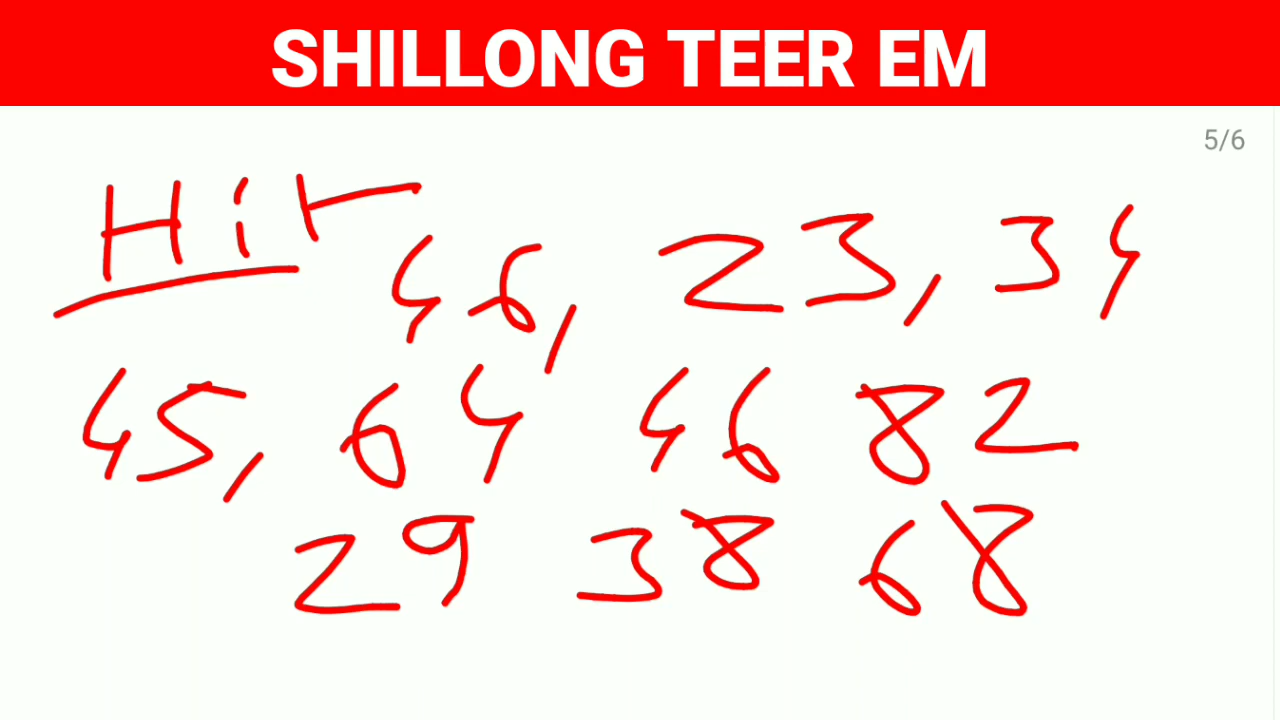 SHILLONG TEER EM
5/6
Hit
46, 23, 34
45, 64 46 82
29 38 68